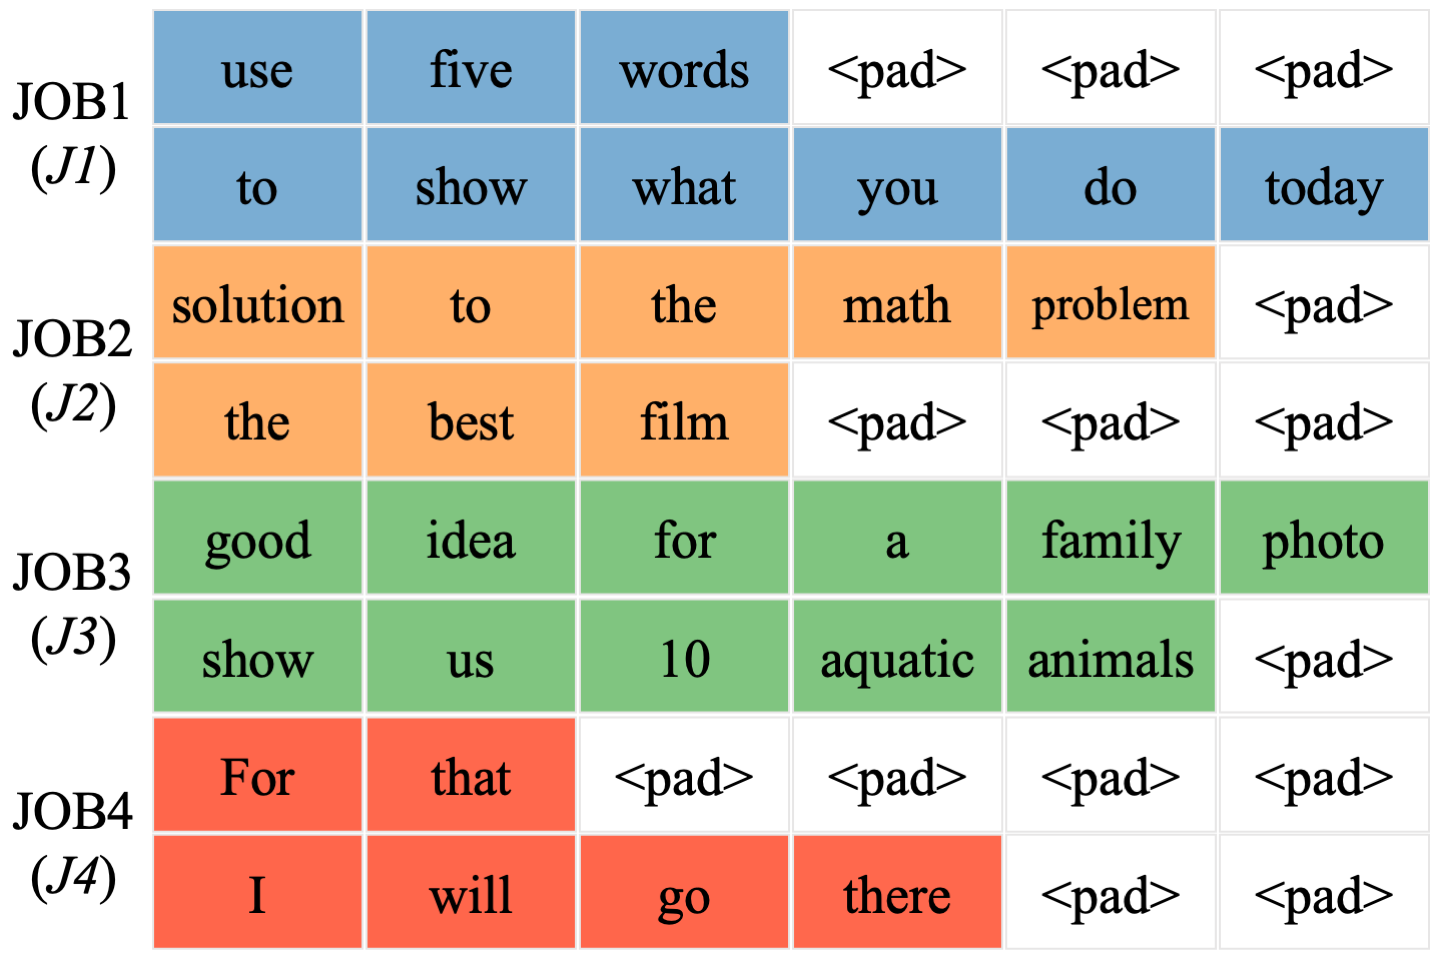 JOB1
(J1)
use five words <pad> <pad> <pad>
to show what you do today
JOB2
(J2)
solution to the math problem <pad>
the best film <pad> <pad> <pad>
JOB3
(J3)
good idea for a family photo
show us 10 aquatic animals <pad>
JOB4
(J4)
For that <pad> <pad> <pad> <pad>
I will go there <pad> <pad>